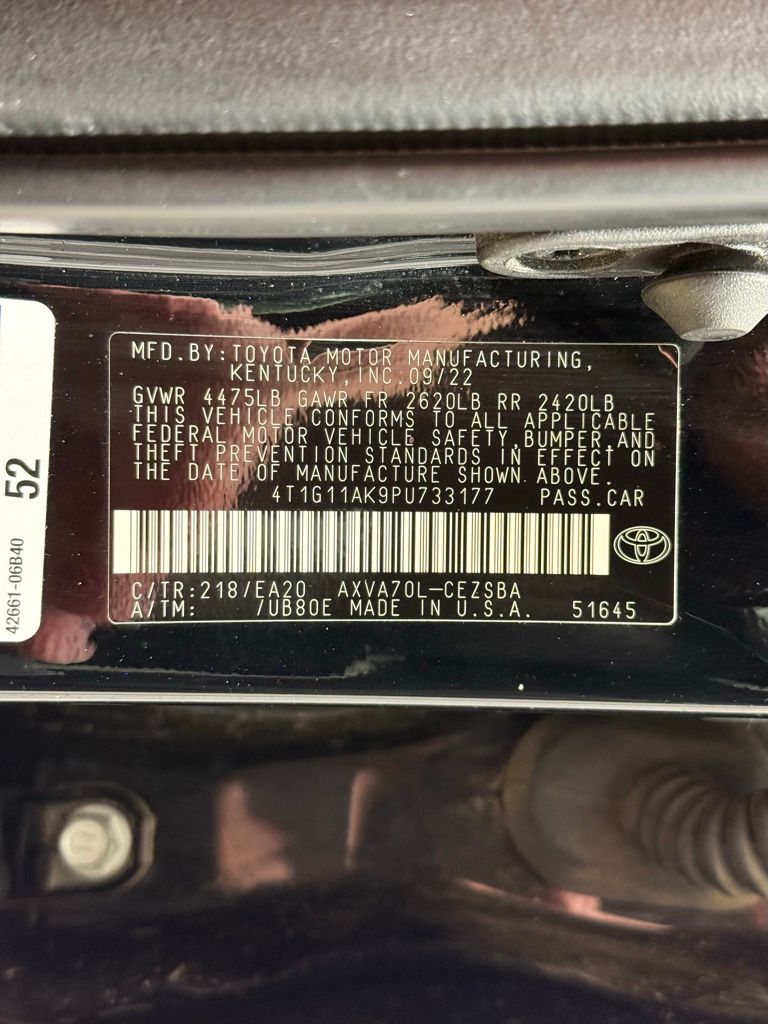 MFD.BY:TOYOTA MOTOR MANUFACTURING,
KENTUCKY,INC.09/22
GVWR 4475LB GAWR FR 2620LB RR 2420LB
THIS VEHICLE CONFORMS TO ALL APPLICABLE
FEDERAL MOTOR VEHICLE SAFETY,BUMPER,AND
THEFT PREVENTION STANDARDS IN EFFECT ON
THE DATE OF MANUFACTURE SHOWN ABOVE.
4T1G11AK9PU733177 PASS.CAR
C/TR:218/EA20 AXVA70L-CEZSBA
A/TM: /UB80E MADE IN U.S.A. 51645
52
42661-06B40